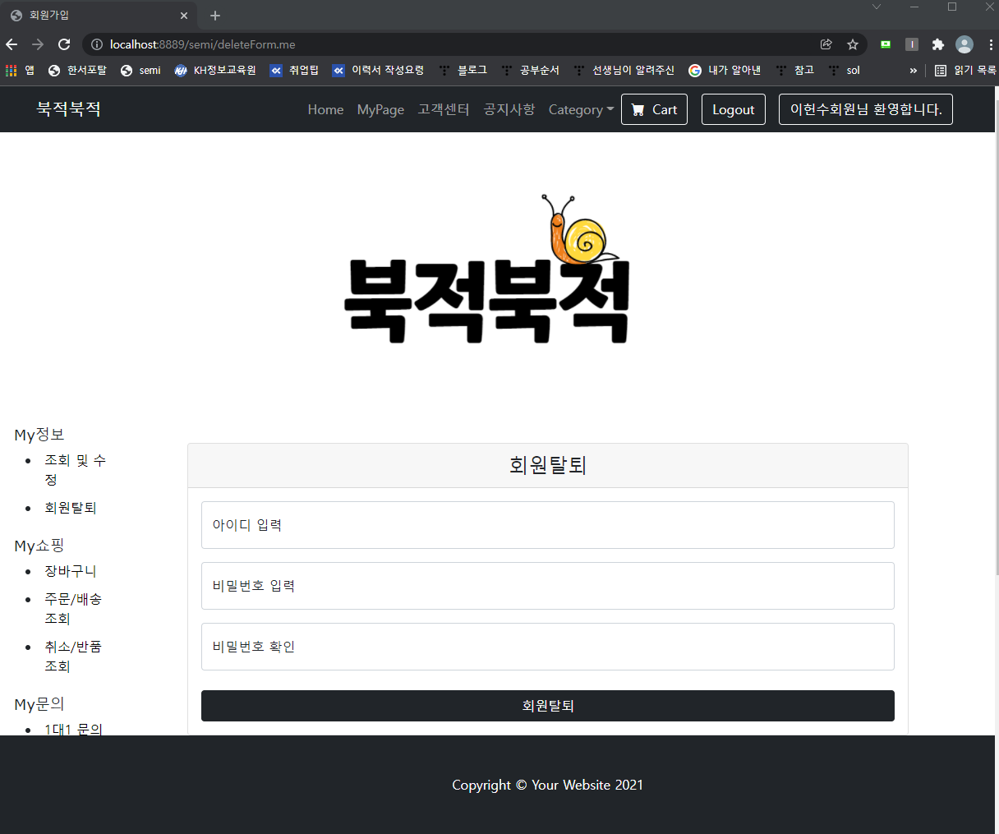 회원가입
localhost:8889/semi/deleteForm.me
앱 한서포탈 semi KH정보교육원 취업팁 이력서 작성요령 블로그 공부순서 선생님이 알려주신 내가 알아낸 참고 sol » 읽기 목록
북적북적 Home MyPage 고객센터 공지사항 Category Cart Logout 이헌수회원님 환영합니다.
북적북적
My정보
조회 및 수
정
회원탈퇴
My쇼핑
장바구니
주문/배송
조회
취소/반품
조회
My문의
1대1 문의
회원탈퇴
아이디 입력
비밀번호 입력
비밀번호 확인
회원탈퇴
Copyright © Your Website 2021